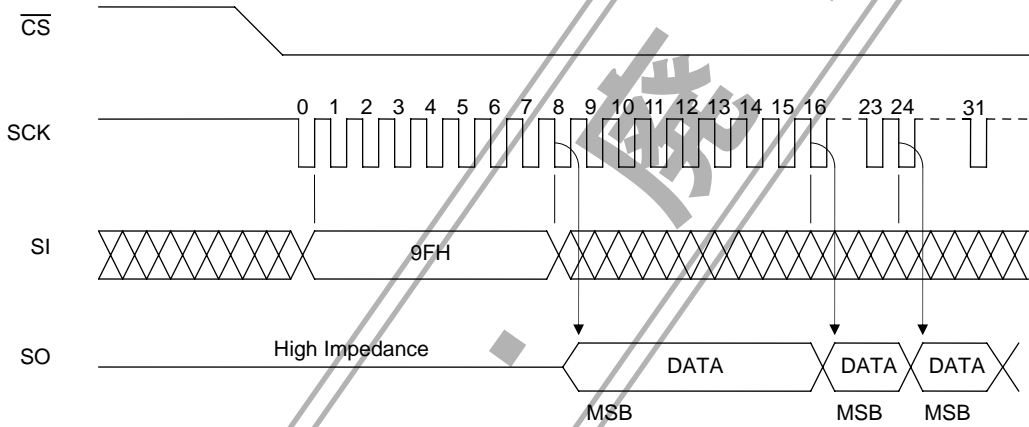 CS
SCK 0 1 2 3 4 5 6 7 8 9 10 11 12 13 14 15 16 23 24 31
SI 9FH
SO High Impedance DATA DATA DATA
MSB MSB MSB
廃